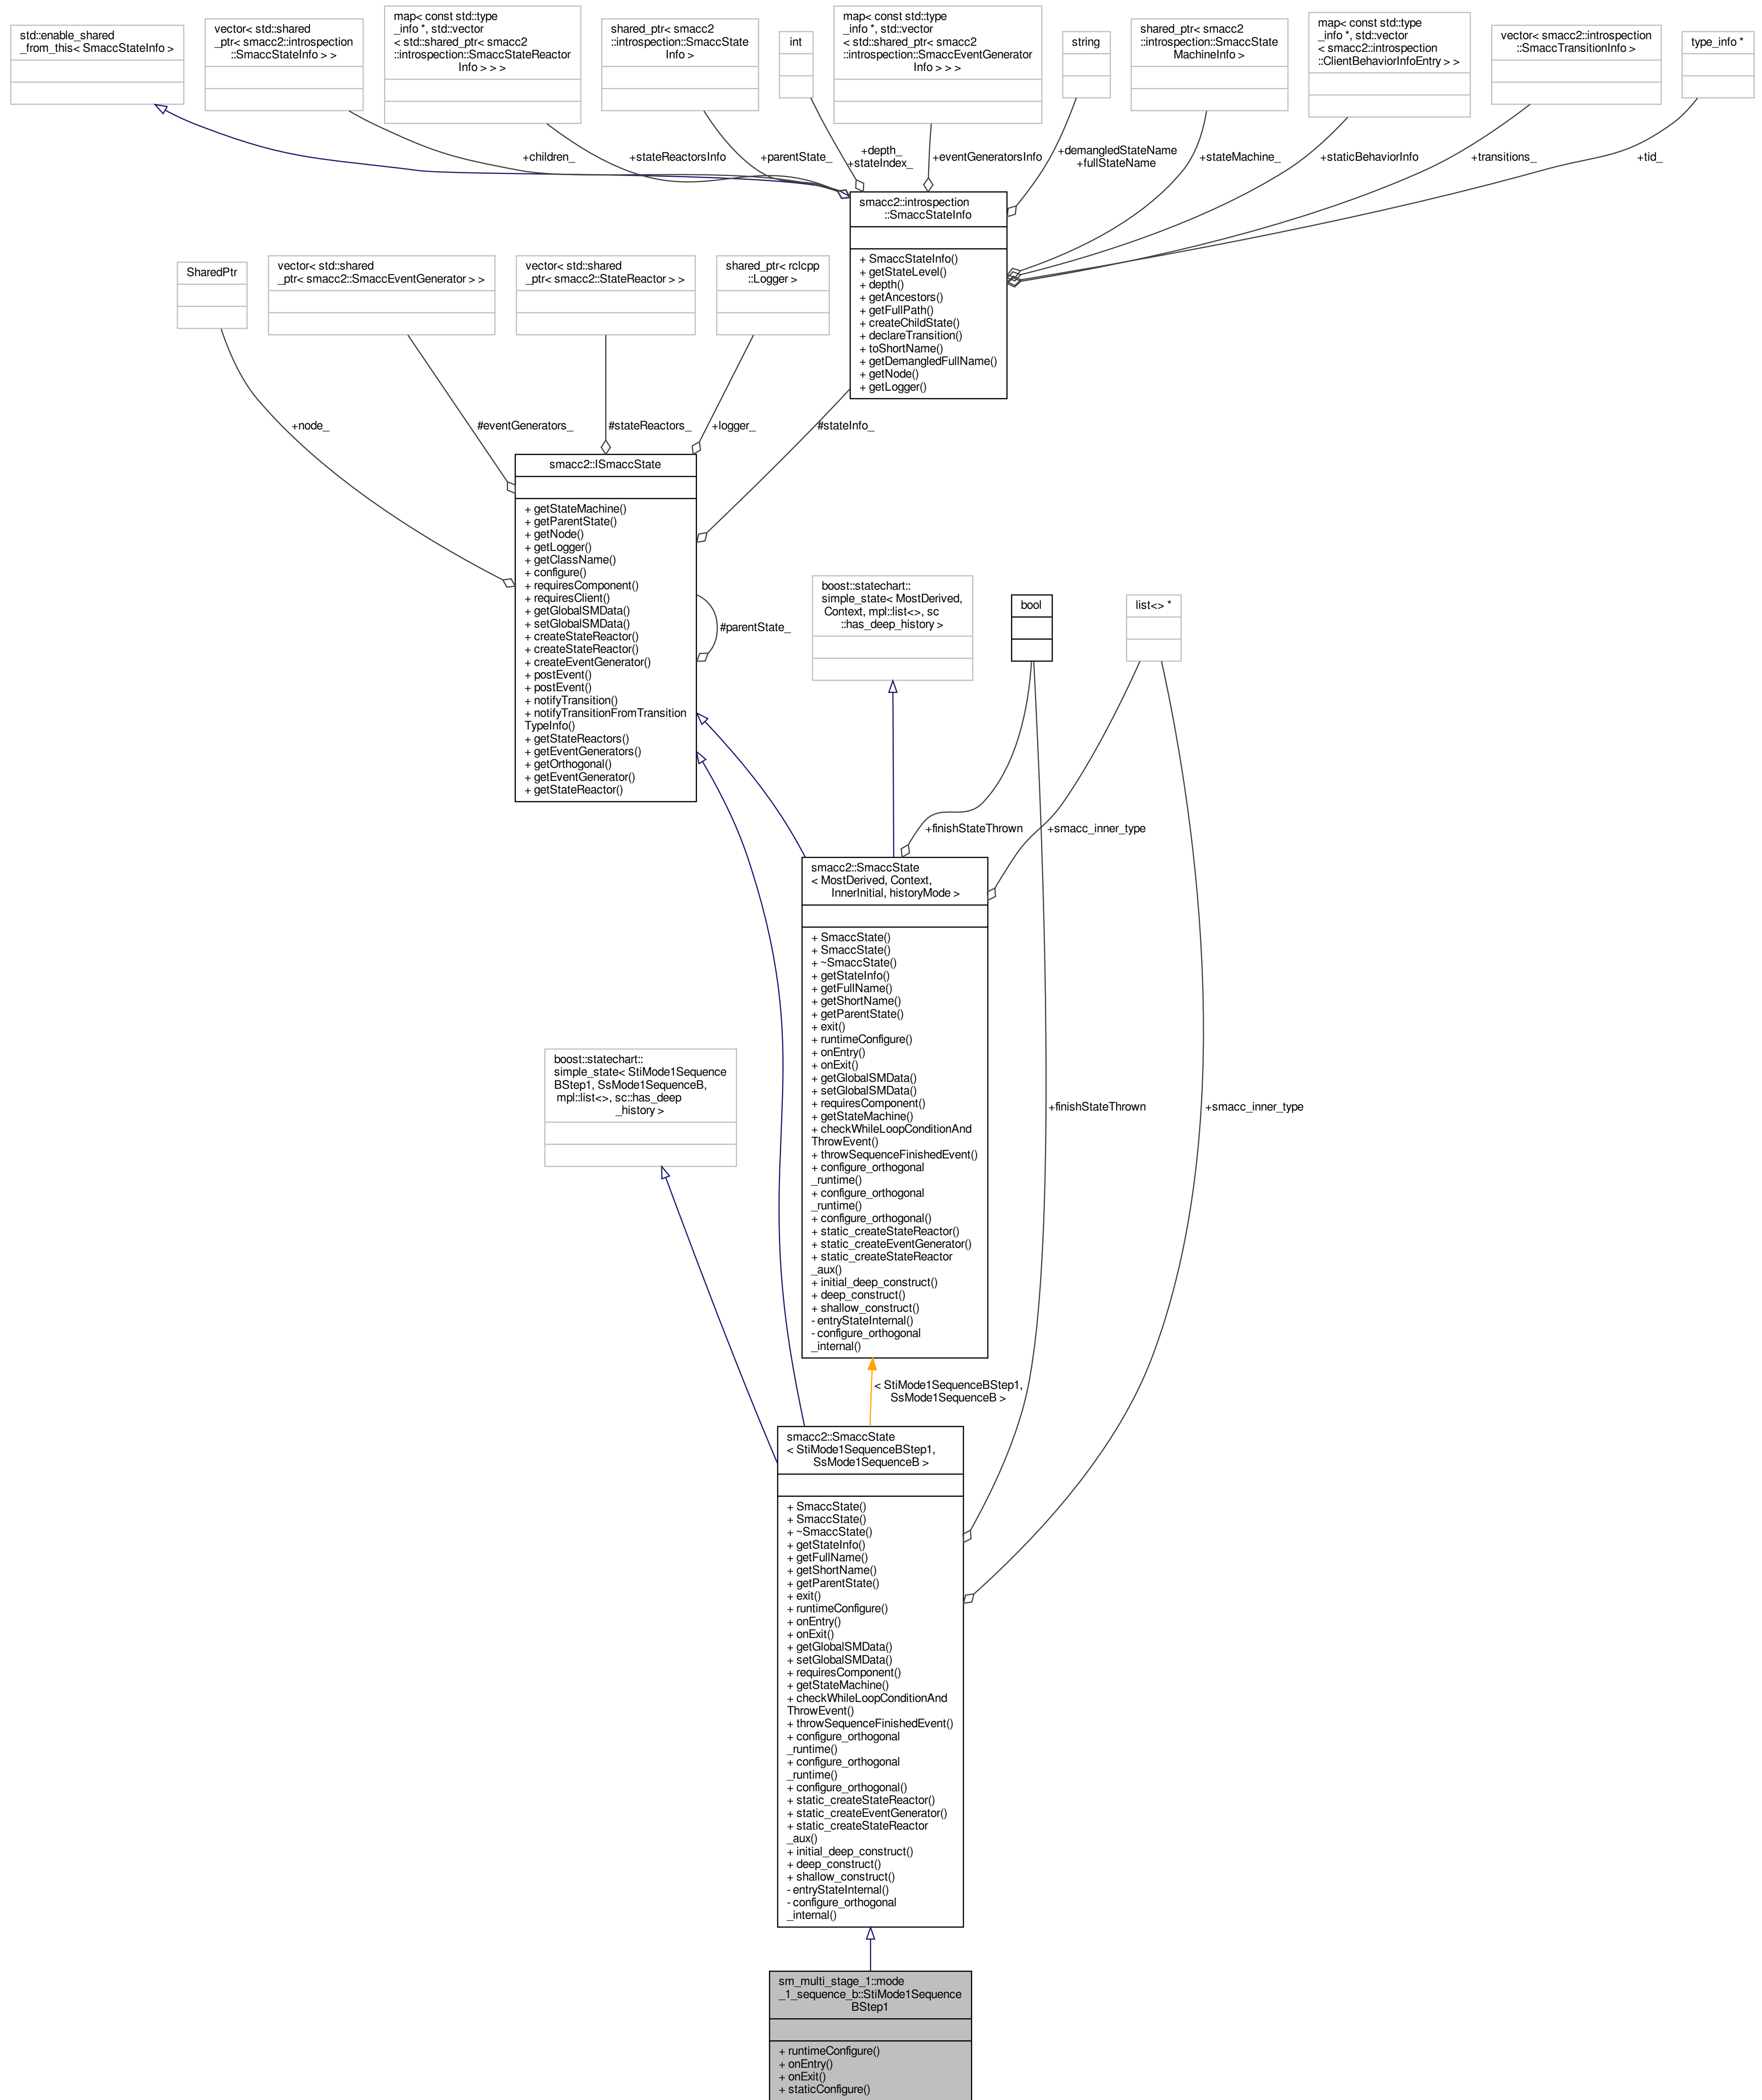 std::enable_shared
_from_this< SmaccStateInfo >
vector< std::shared
_ptr< smacc2::introspection
::SmaccStateInfo > >
map< const std::type
_info *, std::vector
< std::shared_ptr< smacc2
::introspection::SmaccStateReactor
Info > > >
shared_ptr< smacc2
::introspection::SmaccState
Info >
int
map< const std::type
_info *, std::vector
< std::shared_ptr< smacc2
::introspection::SmaccEventGenerator
Info > > >
string
shared_ptr< smacc2
::introspection::SmaccState
MachineInfo >
map< const std::type
_info *, std::vector
< smacc2::introspection
::ClientBehaviorInfoEntry > >
vector< smacc2::introspection
::SmaccTransitionInfo >
type_info *
+children_
+stateReactorsInfo
+parentState_
+depth_
+stateIndex_
+eventGeneratorsInfo
+demangledStateName
+fullStateName
+stateMachine_
+staticBehaviorInfo
+transitions_
+tid_
smacc2::introspection
::SmaccStateInfo
+ SmaccStateInfo()
+ getStateLevel()
+ depth()
+ getAncestors()
+ getFullPath()
+ createChildState()
+ declareTransition()
+ toShortName()
+ getDemangledFullName()
+ getNode()
+ getLogger()
SharedPtr
vector< std::shared
_ptr< smacc2::SmaccEventGenerator > >
vector< std::shared
_ptr< smacc2::StateReactor > >
shared_ptr< rclcpp
::Logger >
+node_
#eventGenerators_
#stateReactors_
+logger_
#stateInfo_
smacc2::ISmaccState
+ getStateMachine()
+ getParentState()
+ getNode()
+ getLogger()
+ getClassName()
+ configure()
+ requiresComponent()
+ requiresClient()
+ getGlobalSMData()
+ setGlobalSMData()
+ createStateReactor()
+ createStateReactor()
+ createEventGenerator()
+ postEvent()
+ postEvent()
+ notifyTransition()
+ notifyTransitionFromTransition
TypeInfo()
+ getStateReactors()
+ getEventGenerators()
+ getOrthogonal()
+ getEventGenerator()
+ getStateReactor()
#parentState_
boost::statechart::
simple_state< MostDerived,
Context, mpl::list<>, sc
::has_deep_history >
bool
list<> *
+finishStateThrown
+smacc_inner_type
smacc2::SmaccState
< MostDerived, Context,
InnerInitial, historyMode >
+ SmaccState()
+ SmaccState()
+ ~SmaccState()
+ getStateInfo()
+ getFullName()
+ getShortName()
+ getParentState()
+ exit()
+ runtimeConfigure()
+ onEntry()
+ onExit()
+ getGlobalSMData()
+ setGlobalSMData()
+ requiresComponent()
+ getStateMachine()
+ checkWhileLoopConditionAnd
ThrowEvent()
+ throwSequenceFinishedEvent()
+ configure_orthogonal
_runtime()
+ configure_orthogonal
_runtime()
+ configure_orthogonal()
+ static_createStateReactor()
+ static_createEventGenerator()
+ static_createStateReactor
_aux()
+ initial_deep_construct()
+ deep_construct()
+ shallow_construct()
- entryStateInternal()
- configure_orthogonal
_internal()
boost::statechart::
simple_state< StiMode1Sequence
BStep1, SsMode1SequenceB,
mpl::list<>, sc::has_deep
_history >
+finishStateThrown
+smacc_inner_type
< StiMode1SequenceBStep1,
SsMode1SequenceB >
smacc2::SmaccState
< StiMode1SequenceBStep1,
SsMode1SequenceB >
+ SmaccState()
+ SmaccState()
+ ~SmaccState()
+ getStateInfo()
+ getFullName()
+ getShortName()
+ getParentState()
+ exit()
+ runtimeConfigure()
+ onEntry()
+ onExit()
+ getGlobalSMData()
+ setGlobalSMData()
+ requiresComponent()
+ getStateMachine()
+ checkWhileLoopConditionAnd
ThrowEvent()
+ throwSequenceFinishedEvent()
+ configure_orthogonal
_runtime()
+ configure_orthogonal
_runtime()
+ configure_orthogonal()
+ static_createStateReactor()
+ static_createEventGenerator()
+ static_createStateReactor
_aux()
+ initial_deep_construct()
+ deep_construct()
+ shallow_construct()
- entryStateInternal()
- configure_orthogonal
_internal()
sm_multi_stage_1::mode
_1_sequence_b::StiMode1Sequence
BStep1
+ runtimeConfigure()
+ onEntry()
+ onExit()
+ staticConfigure()